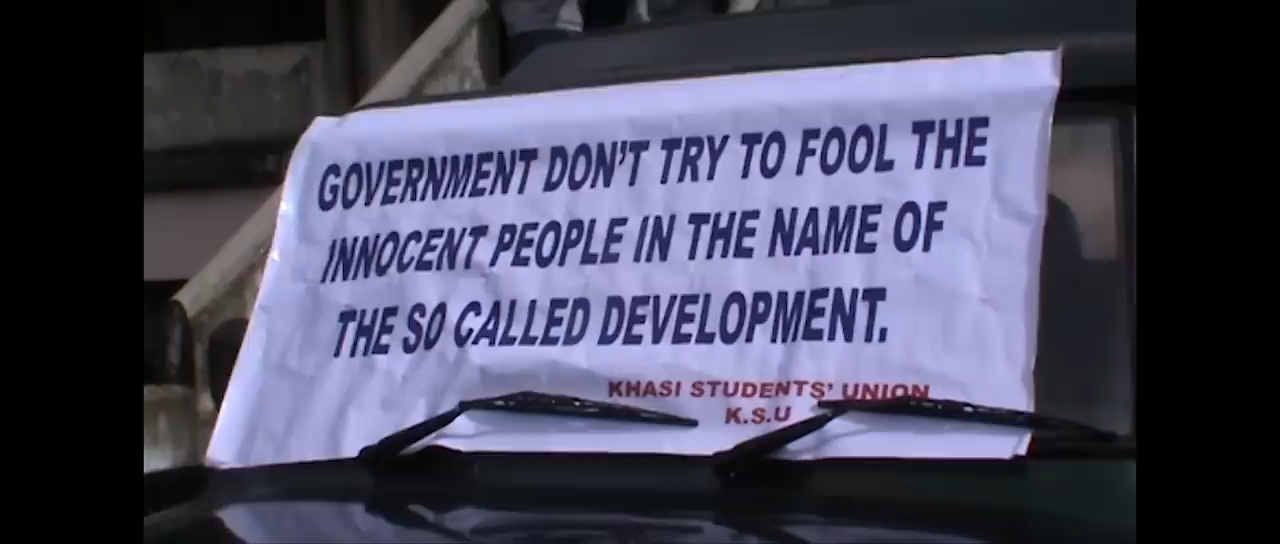 GOVERNMENT DON'T TRY TO FOOL THE
INNOCENT PEOPLE IN THE NAME OF
THE SO CALLED DEVELOPMENT.
KHASI STUDENTS' UNION
K.S.U